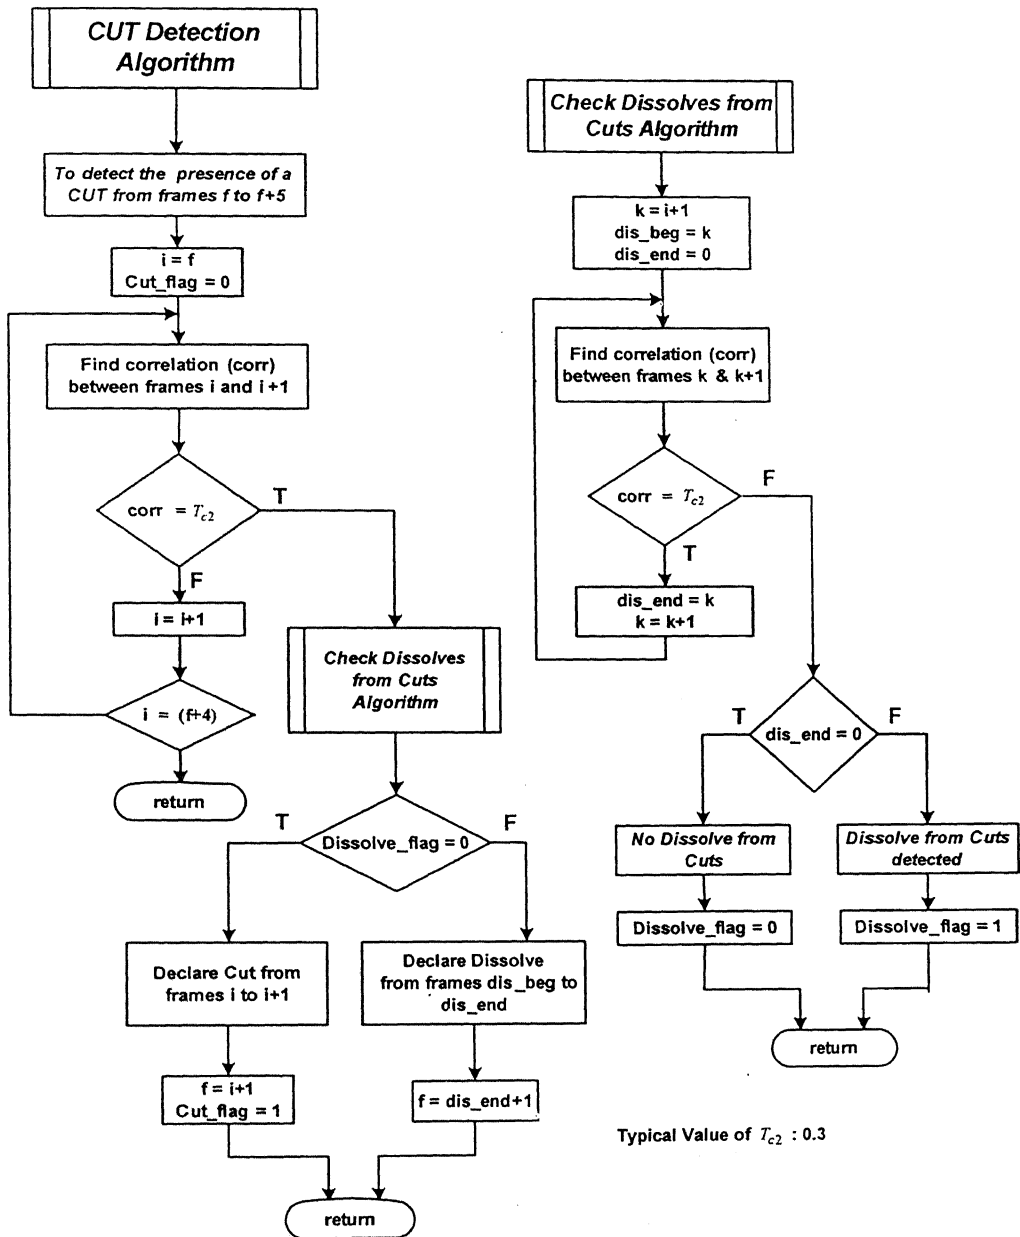 CUT Detection
Algorithm
To detect the presence of a
CUT from frames f to f+5
i = f
Cut_flag = 0
Find correlation (corr)
between frames i and i+1
corr = Tc2
T
F
i = i+1
i = (f+4)
return
Check Dissolves
from Cuts
Algorithm
Dissolve_flag = 0
T
F
Declare Cut from
frames i to i+1
f = i+1
Cut_flag = 1
Declare Dissolve
from frames dis_beg to
dis_end
f = dis_end+1
return
Check Dissolves from
Cuts Algorithm
k = i+1
dis_beg = k
dis_end = 0
Find correlation (corr)
between frames k & k+1
corr = Tc2
F
T
dis_end = k
k = k+1
dis_end = 0
T
F
No Dissolve from
Cuts
Dissolve_flag = 0
Dissolve from Cuts
detected
Dissolve_flag = 1
return
Typical Value of Tc2 : 0.3